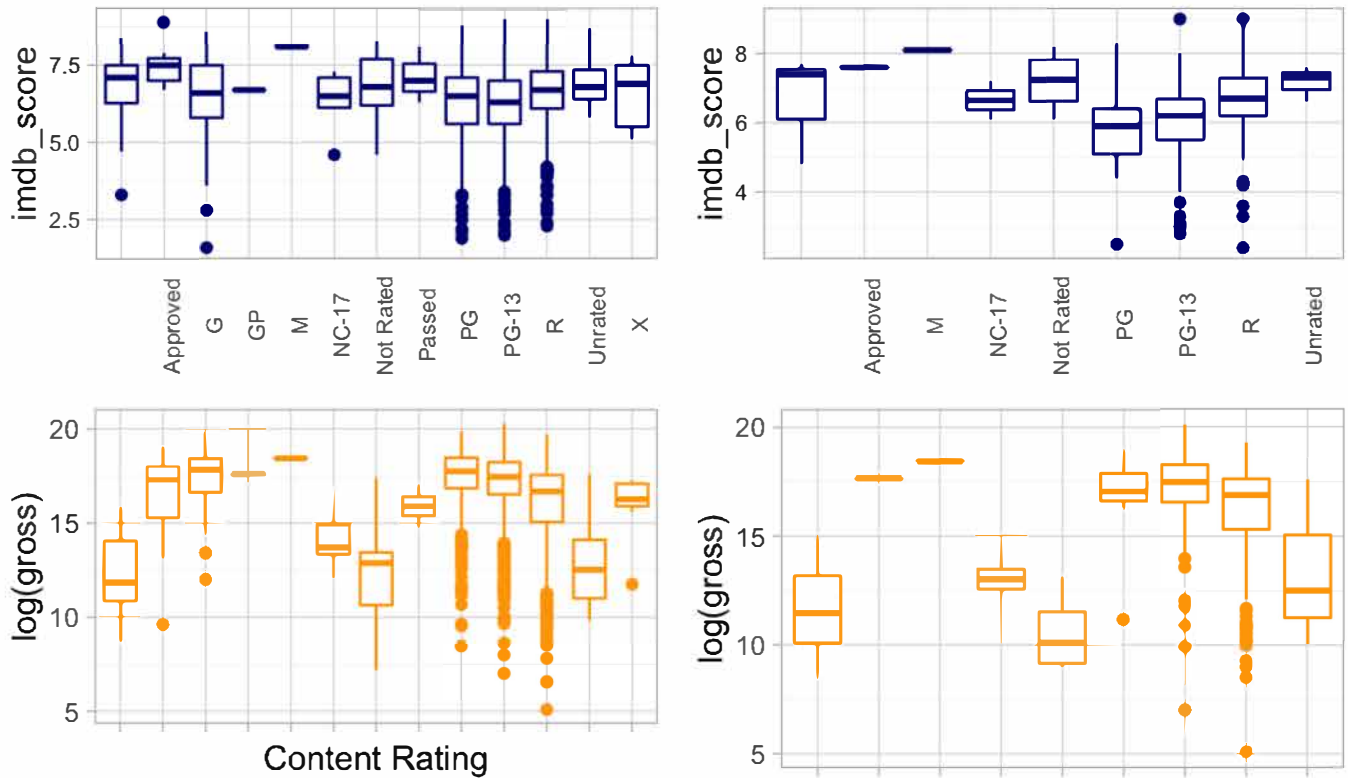 imdb_score
7.5
5.0
2.5
Approved
G
GP
M
NC-17
Not Rated
Passed
PG
PG-13
R
Unrated
X
imdb_score
8
6
4
Approved
M
NC-17
Not Rated
PG
PG-13
R
Unrated
log(gross)
20
15
10
5
Content Rating
log(gross)
20
15
10
5